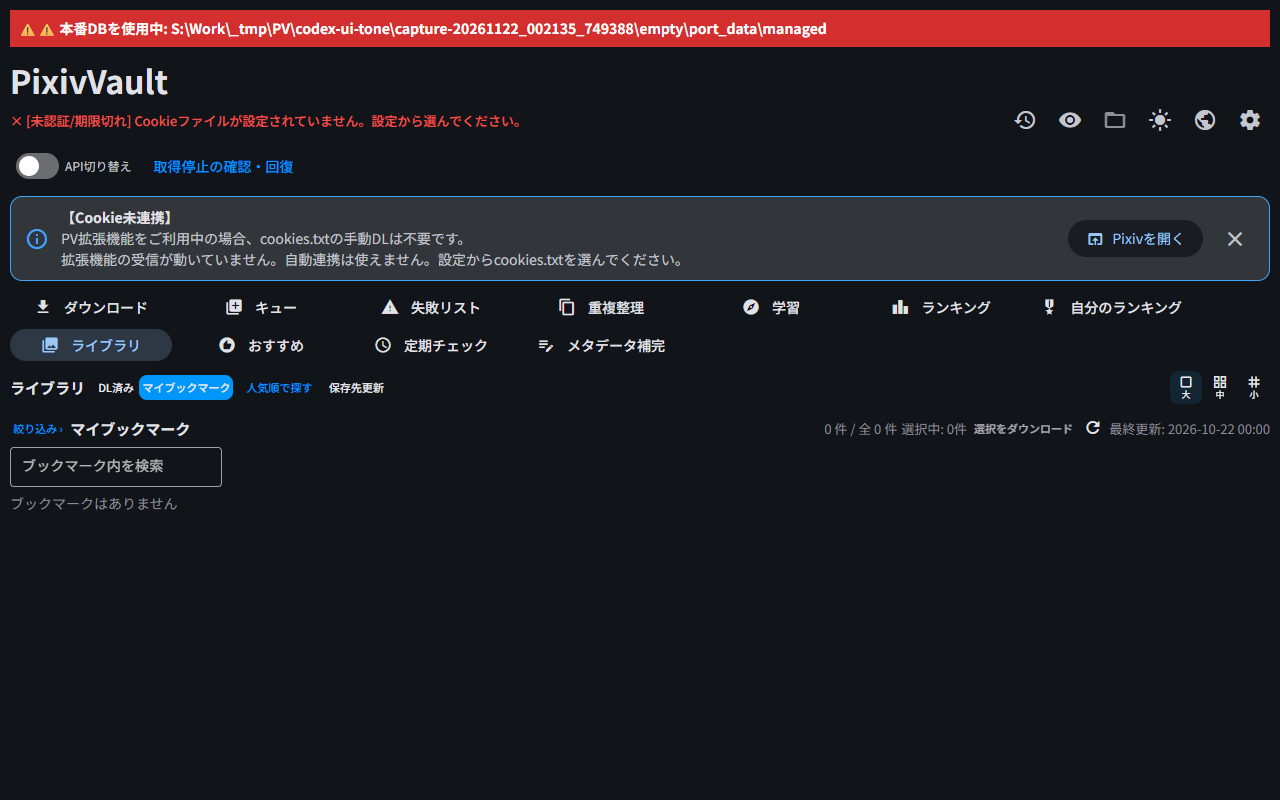 ⚠⚠ 本番DBを使用中: S:\Work\_tmp\PV\codex-ui-tone\capture-20261122_002135_749388\empty\port_data\managed
PixivVault
✕ [未認証/期限切れ] Cookieファイルが設定されていません。設定から選んでください。
API切り替え 取得停止の確認・回復
【Cookie未連携】
PV拡張機能をご利用中の場合、cookies.txtの手動DLは不要です。
拡張機能の受信が動いていません。自動連携は使えません。設定からcookies.txtを選んでください。
Pixivを開く
ダウンロード キュー 失敗リスト 重複整理 学習 ランキング 自分のランキング
ライブラリ おすすめ 定期チェック メタデータ補完
ライブラリ DL済み マイブックマーク 人気順で探す 保存先更新 大 中 小
絞り込み › マイブックマーク 0 件 / 全 0 件 選択中: 0件 選択をダウンロード 最終更新: 2026-10-22 00:00
ブックマーク内を検索
ブックマークはありません